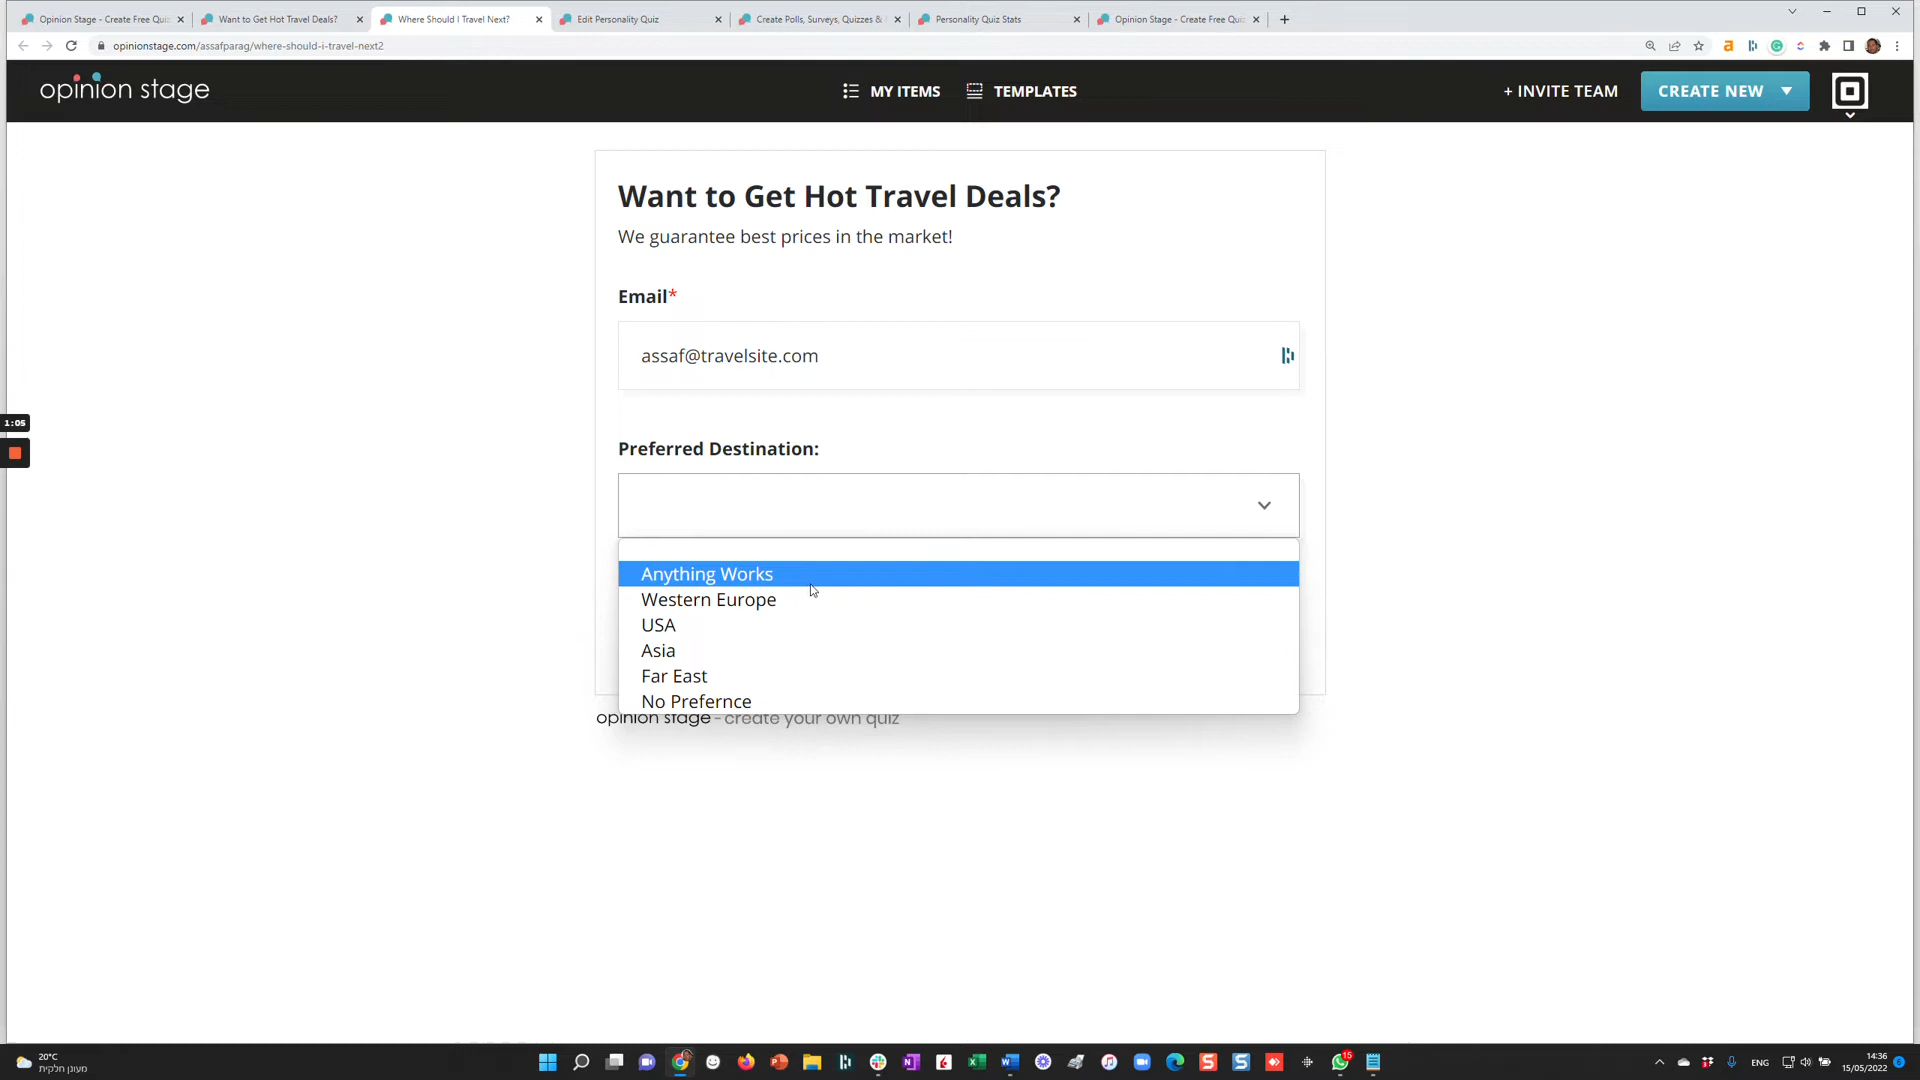 Opinion Stage - Create Free Qui
Want to Get Hot Travel Deals?
Where Should I Travel Next?
Edit Personality Quiz
Create Polls, Surveys, Quizzes &
Personality Quiz Stats
Opinion Stage - Create Free Qui
opinionstage.com/assafparag/where-should-i-travel-next2
opinion stage
MY ITEMS
TEMPLATES
+ INVITE TEAM
CREATE NEW
Want to Get Hot Travel Deals?
We guarantee best prices in the market!
Email*
assaf@travelsite.com
1:05
Preferred Destination:
Anything Works
Western Europe
USA
Asia
Far East
No Prefernce
opinion stage - create your own quiz
20°C
מעונן חלקית
15
ENG
14:36
15/05/2022